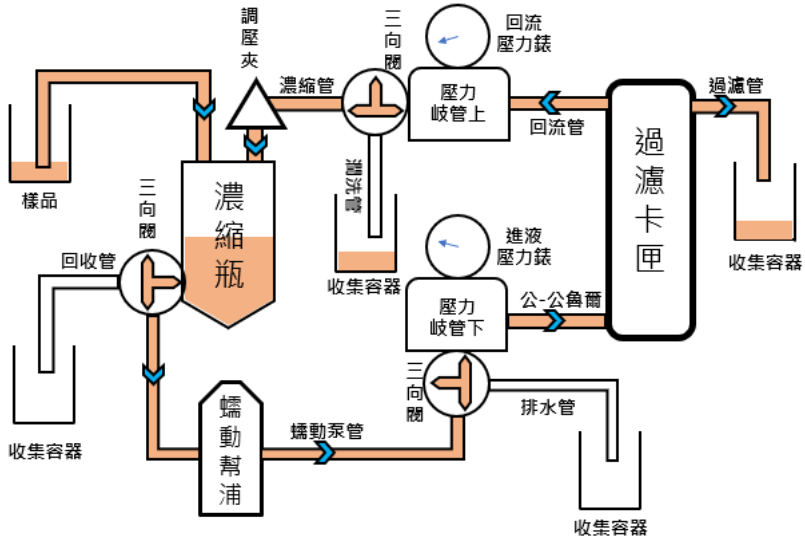 調
壓
夾
三
向
閥
回流
壓力錶
濃縮管
壓力
岐管上
過濾管
回流管
過
濾
卡
匣
樣品
三
向
閥
濃
縮
瓶
潤洗管
收集容器
進液
壓力錶
收集容器
回收管
壓力
岐管下
公-公魯爾
三
向
閥
排水管
收集容器
蠕
動
幫
浦
蠕動泵管
收集容器